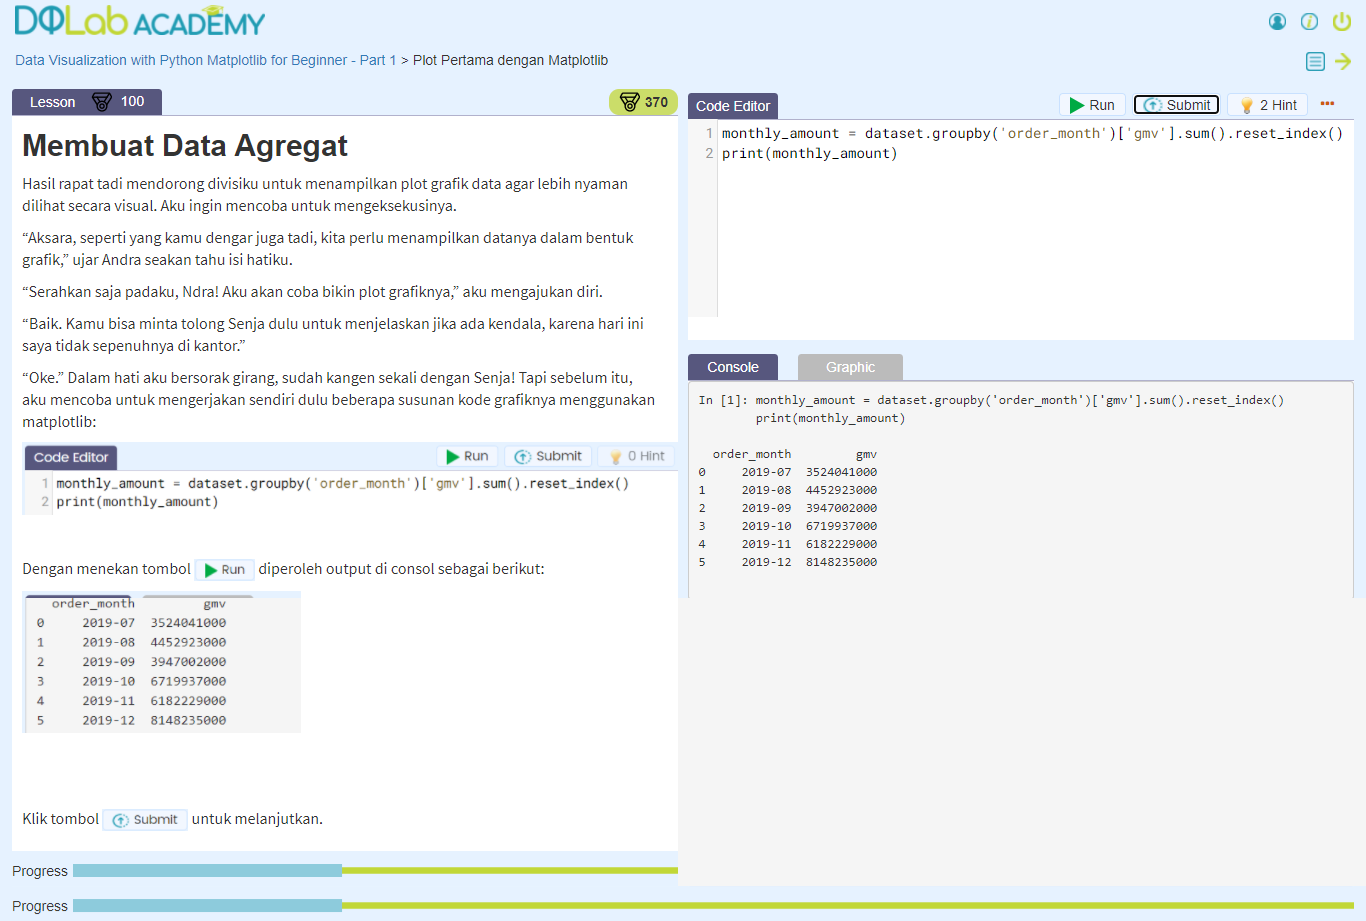 DQLab ACADEMY
Data Visualization with Python Matplotlib for Beginner - Part 1 > Plot Pertama dengan Matplotlib
Lesson 100
370
Membuat Data Agregat
Hasil rapat tadi mendorong divisiku untuk menampilkan plot grafik data agar lebih nyaman
dilihat secara visual. Aku ingin mencoba untuk mengeksekusinya.
“Aksara, seperti yang kamu dengar juga tadi, kita perlu menampilkan datanya dalam bentuk
grafik,” ujar Andra seakan tahu isi hatiku.
“Serahkan saja padaku, Ndra! Aku akan coba bikin plot grafiknya,” aku mengajukan diri.
“Baik. Kamu bisa minta tolong Senja dulu untuk menjelaskan jika ada kendala, karena hari ini
saya tidak sepenuhnya di kantor.”
“Oke.” Dalam hati aku bersorak girang, sudah kangen sekali dengan Senja! Tapi sebelum itu,
aku mencoba untuk mengerjakan sendiri dulu beberapa susunan kode grafiknya menggunakan
matplotlib:
Code Editor Run Submit 0 Hint
1 monthly_amount = dataset.groupby('order_month')['gmv'].sum().reset_index()
2 print(monthly_amount)
Dengan menekan tombol Run diperoleh output di consol sebagai berikut:
order_month gmv
0 2019-07 3524041000
1 2019-08 4452923000
2 2019-09 3947002000
3 2019-10 6719937000
4 2019-11 6182229000
5 2019-12 8148235000
Klik tombol Submit untuk melanjutkan.
Progress
Code Editor Run Submit 2 Hint
1 monthly_amount = dataset.groupby('order_month')['gmv'].sum().reset_index()
2 print(monthly_amount)
Console Graphic
In [1]: monthly_amount = dataset.groupby('order_month')['gmv'].sum().reset_index()
print(monthly_amount)
order_month gmv
0 2019-07 3524041000
1 2019-08 4452923000
2 2019-09 3947002000
3 2019-10 6719937000
4 2019-11 6182229000
5 2019-12 8148235000
Progress